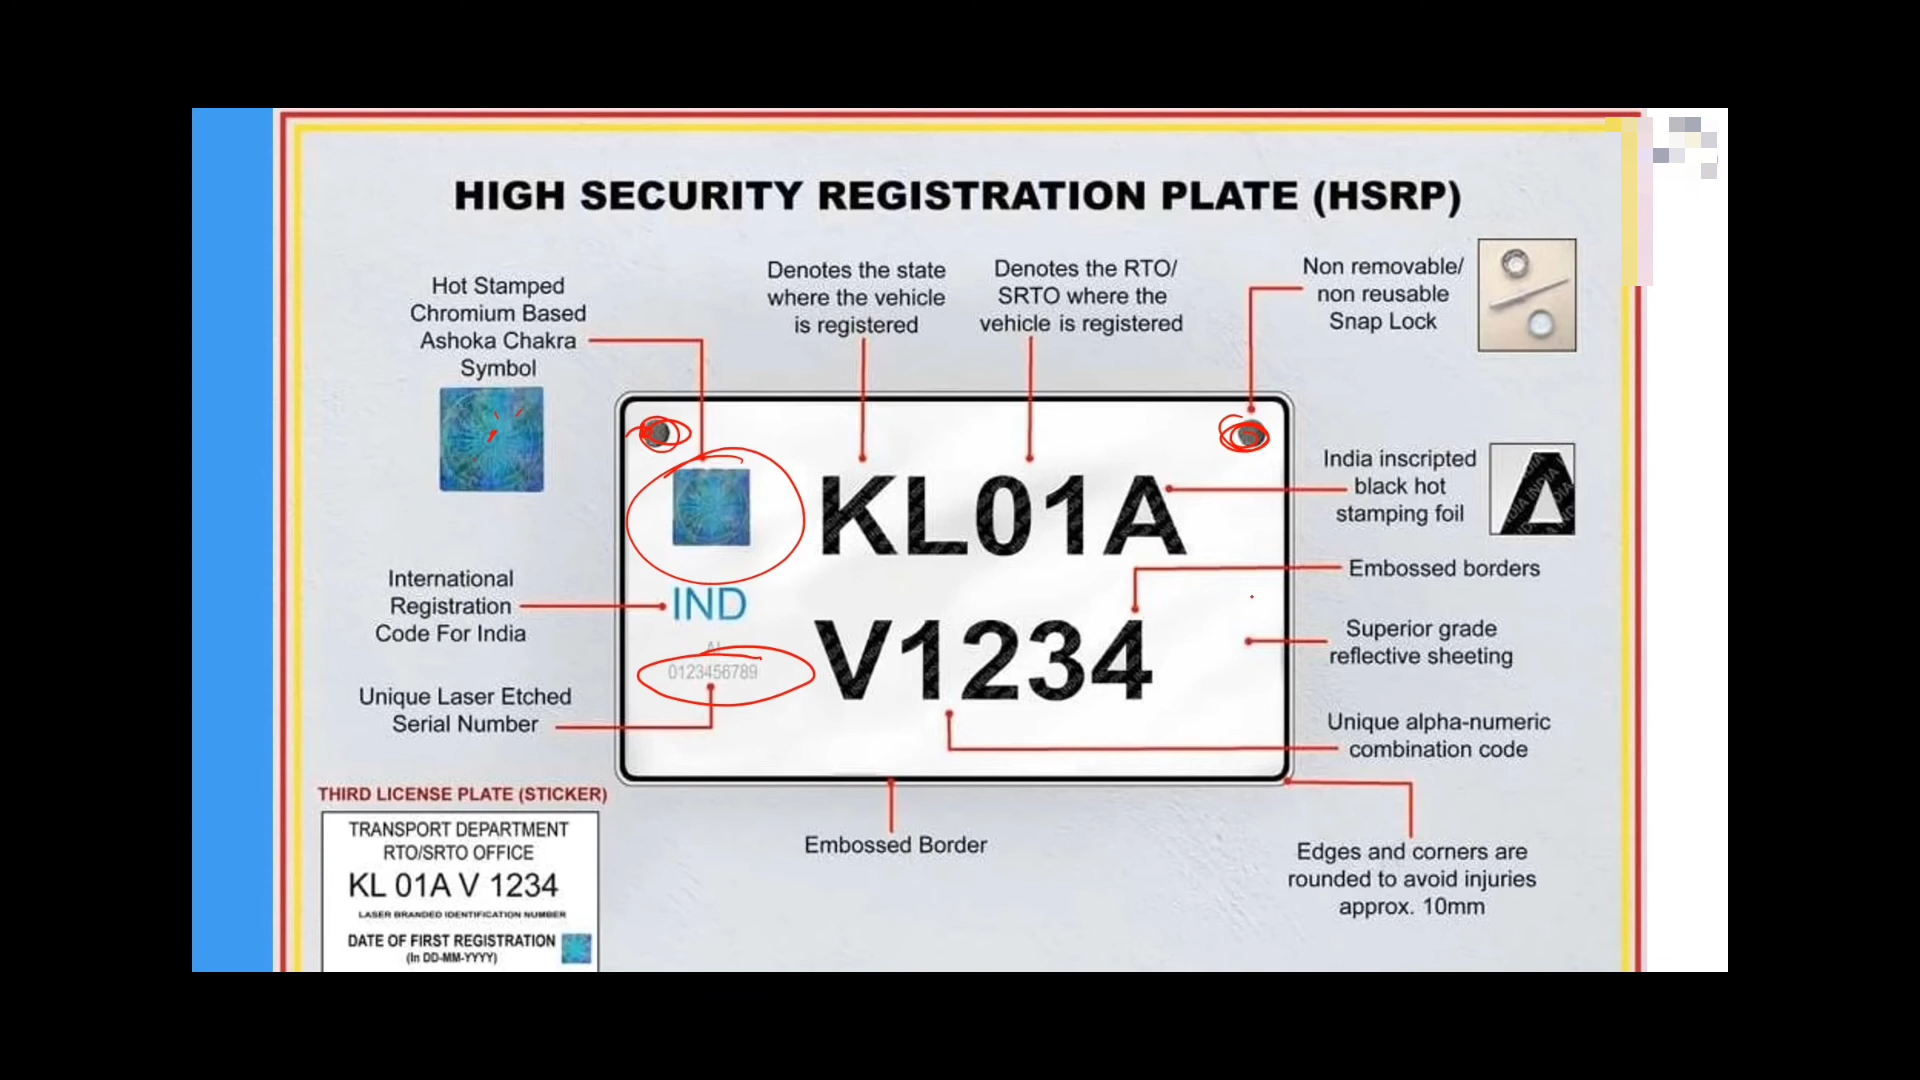 HIGH SECURITY REGISTRATION PLATE (HSRP)
Hot Stamped
Chromium Based
Ashoka Chakra
Symbol
Denotes the state
where the vehicle
is registered
Denotes the RTO/
SRTO where the
vehicle is registered
Non removable/
non reusable
Snap Lock
KL01A
IND
V1234
0123456789
International
Registration
Code For India
Unique Laser Etched
Serial Number
India inscripted
black hot
stamping foil
Embossed borders
Superior grade
reflective sheeting
Unique alpha-numeric
combination code
Edges and corners are
rounded to avoid injuries
approx. 10mm
Embossed Border
THIRD LICENSE PLATE (STICKER)
TRANSPORT DEPARTMENT
RTO/SRTO OFFICE
KL 01A V 1234
LASER BRANDED IDENTIFICATION NUMBER
DATE OF FIRST REGISTRATION
(In DD-MM-YYYY)